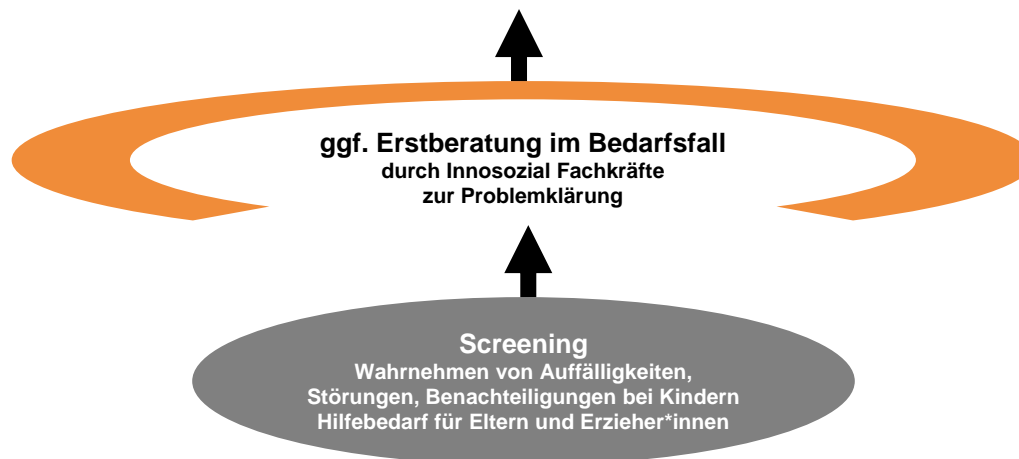 ggf. Erstberatung im Bedarfsfall
durch Innosozial Fachkräfte
zur Problemklärung
Screening
Wahrnehmen von Auffälligkeiten,
Störungen, Benachteiligungen bei Kindern
Hilfebedarf für Eltern und Erzieher*innen